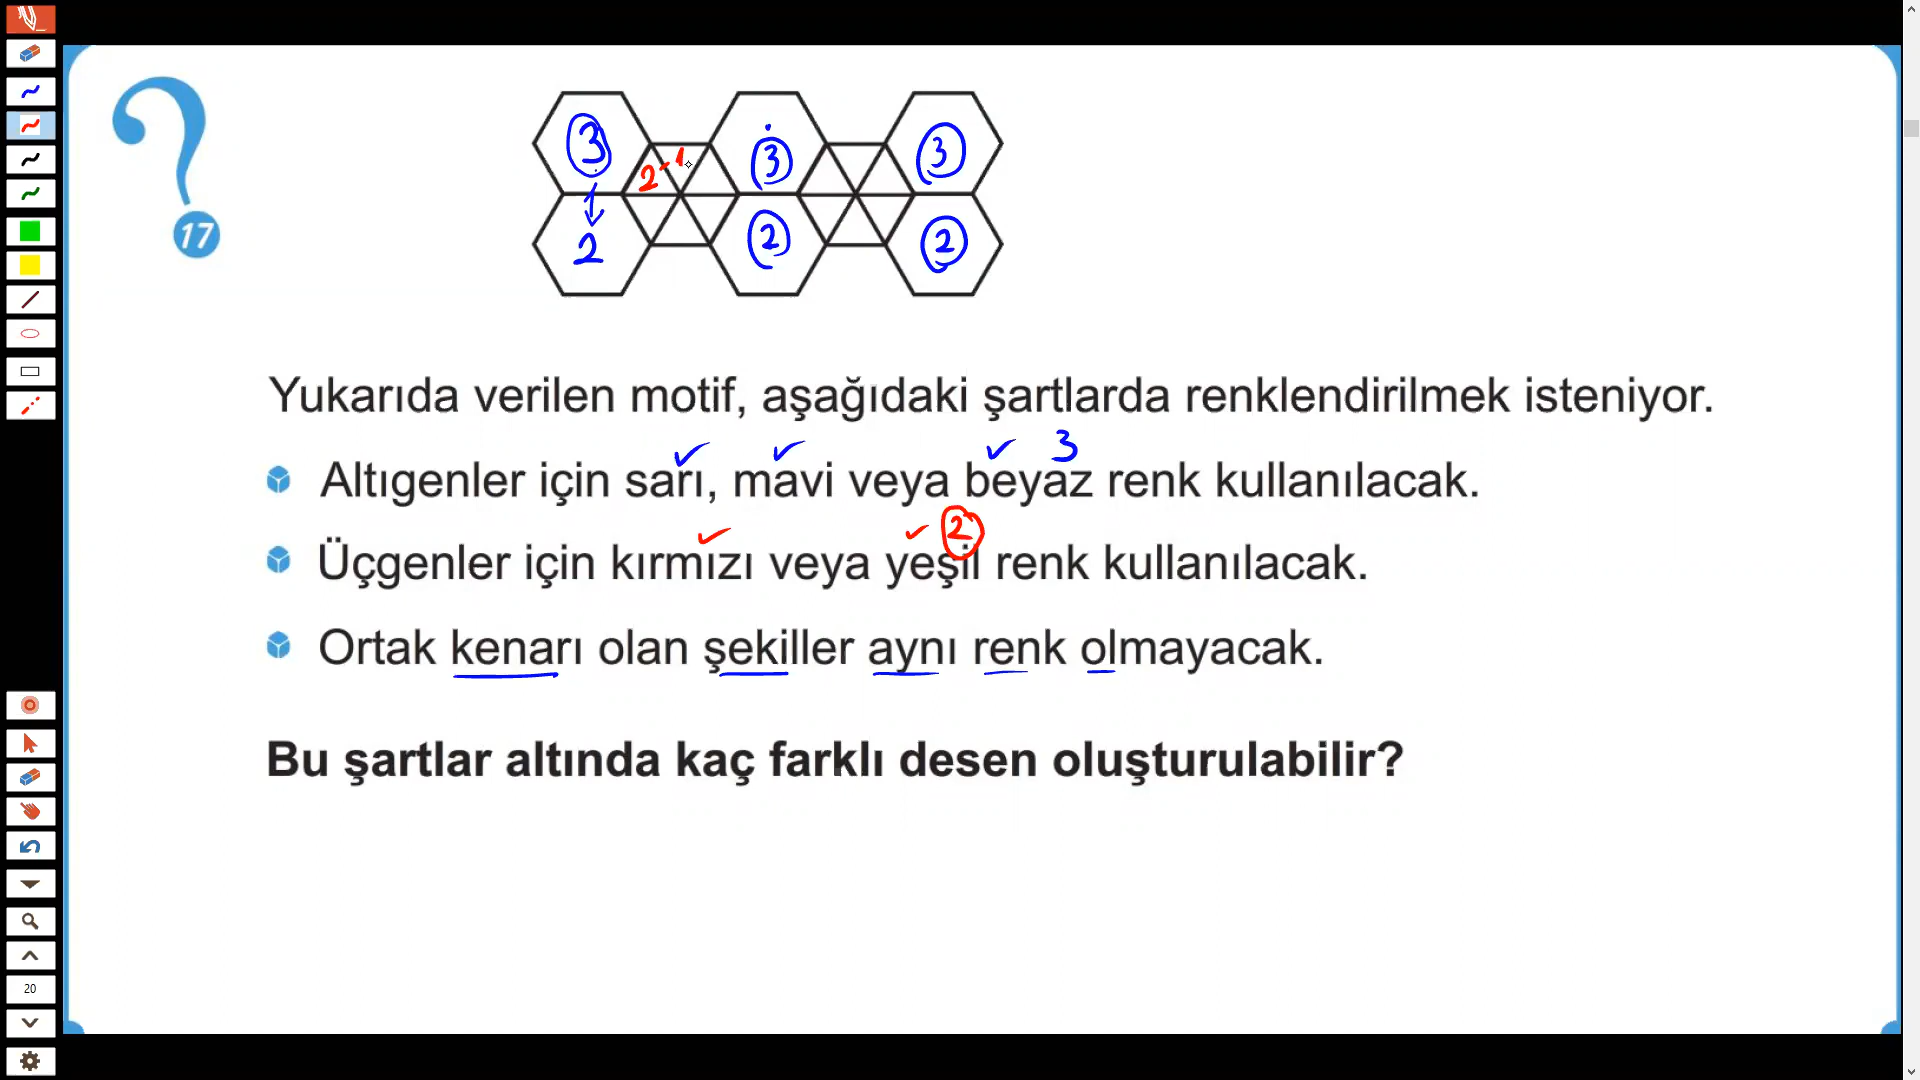 3 3 3
2 1
17
2 2 2
Yukarıda verilen motif, aşağıdaki şartlarda renklendirilmek isteniyor.
3
Altıgenler için sarı, mavi veya beyaz renk kullanılacak.
2
Üçgenler için kırmızı veya yeşil renk kullanılacak.
Ortak kenarı olan şekiller aynı renk olmayacak.
Bu şartlar altında kaç farklı desen oluşturulabilir?
20